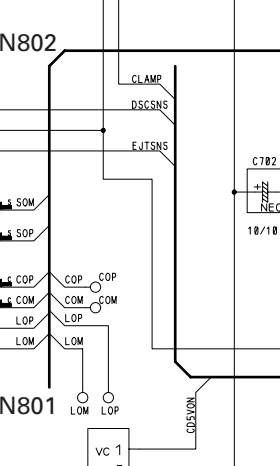 N802
CLAMP
DSCSNS
EJTSNS
C702
+
NEC
10/10
s SOM
s SOP
c COP COP COP
c COM COM COM
LOP LOP
LOM LOM
N801
LOM LOP
CD5VON
VC 1